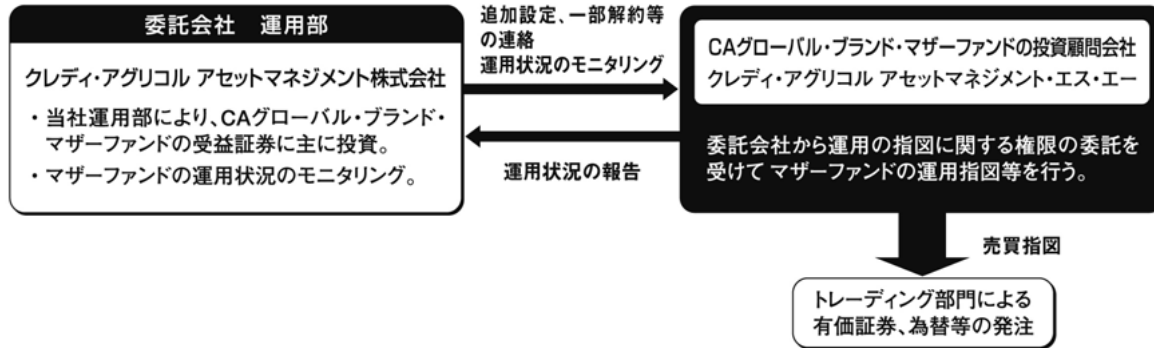 委託会社　運用部
クレディ・アグリコル アセットマネジメント株式会社
・当社運用部により、CAグローバル・ブランド・
マザーファンドの受益証券に主に投資。
・マザーファンドの運用状況のモニタリング。
追加設定、一部解約等
の連絡
運用状況のモニタリング
運用状況の報告
CAグローバル・ブランド・マザーファンドの投資顧問会社
クレディ・アグリコル アセットマネジメント・エス・エー
委託会社から運用の指図に関する権限の委託を
受けて マザーファンドの運用指図等を行う。
売買指図
トレーディング部門による
有価証券、為替等の発注